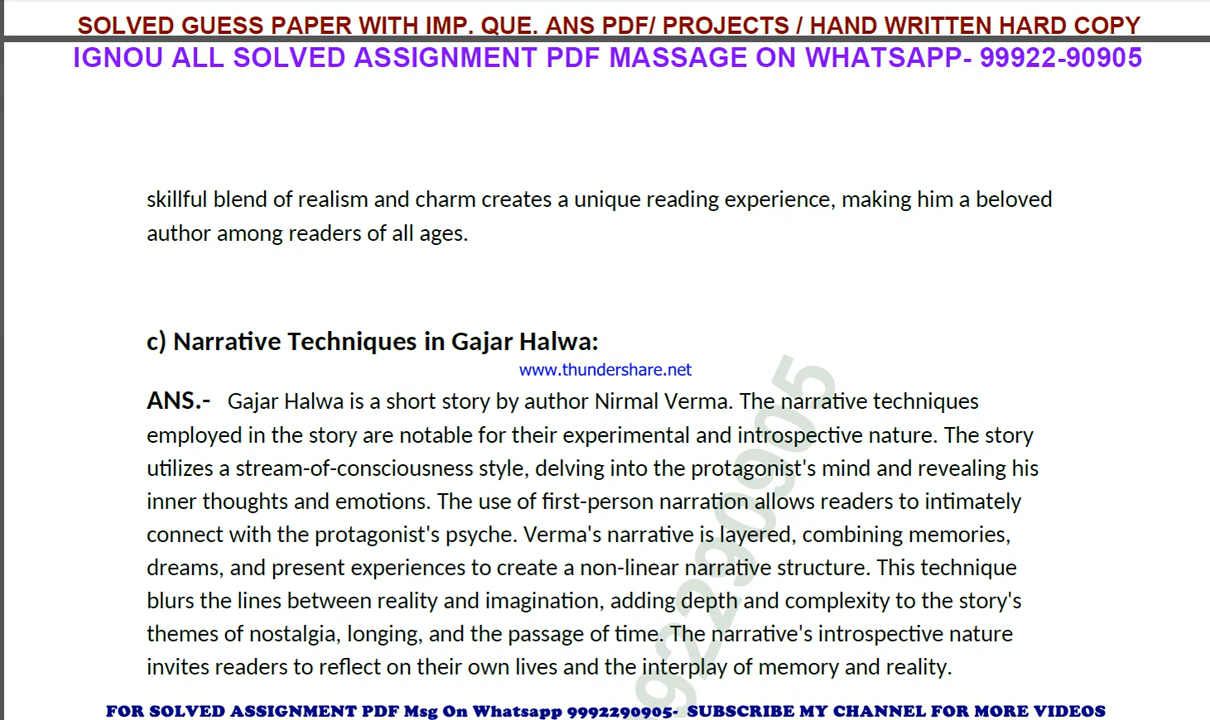 SOLVED GUESS PAPER WITH IMP. QUE. ANS PDF/ PROJECTS / HAND WRITTEN HARD COPY
IGNOU ALL SOLVED ASSIGNMENT PDF MASSAGE ON WHATSAPP- 99922-90905
skillful blend of realism and charm creates a unique reading experience, making him a beloved
author among readers of all ages.
c) Narrative Techniques in Gajar Halwa:
www.thundershare.net
ANS.- Gajar Halwa is a short story by author Nirmal Verma. The narrative techniques
employed in the story are notable for their experimental and introspective nature. The story
utilizes a stream-of-consciousness style, delving into the protagonist's mind and revealing his
inner thoughts and emotions. The use of first-person narration allows readers to intimately
connect with the protagonist's psyche. Verma's narrative is layered, combining memories,
dreams, and present experiences to create a non-linear narrative structure. This technique
blurs the lines between reality and imagination, adding depth and complexity to the story's
themes of nostalgia, longing, and the passage of time. The narrative's introspective nature
invites readers to reflect on their own lives and the interplay of memory and reality.
92290905
FOR SOLVED ASSIGNMENT PDF Msg On Whatsapp 9992290905- SUBSCRIBE MY CHANNEL FOR MORE VIDEOS